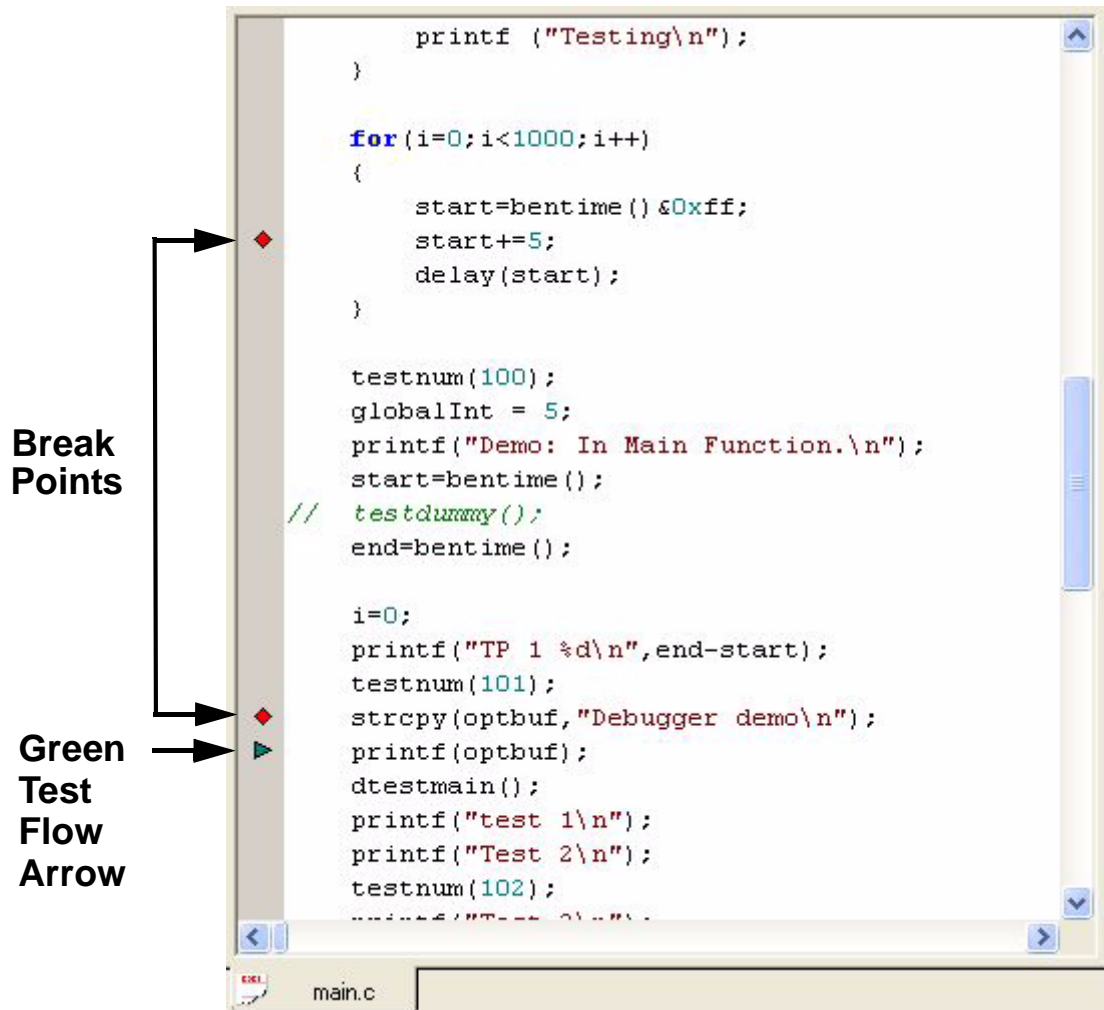 printf ("Testing\n");
}
for(i=0;i<1000;i++)
{
start=bentime()&0xff;
start+=5;
delay(start);
}
testnum(100);
globalInt = 5;
printf("Demo: In Main Function.\n");
start=bentime();
// testdummy();
end=bentime();
i=0;
printf("TP 1 %d\n",end-start);
testnum(101);
strcpy(optbuf,"Debugger demo\n");
printf(optbuf);
dtestmain();
printf("test 1\n");
printf("Test 2\n");
testnum(102);
Break
Points
Green
Test
Flow
Arrow
main.c